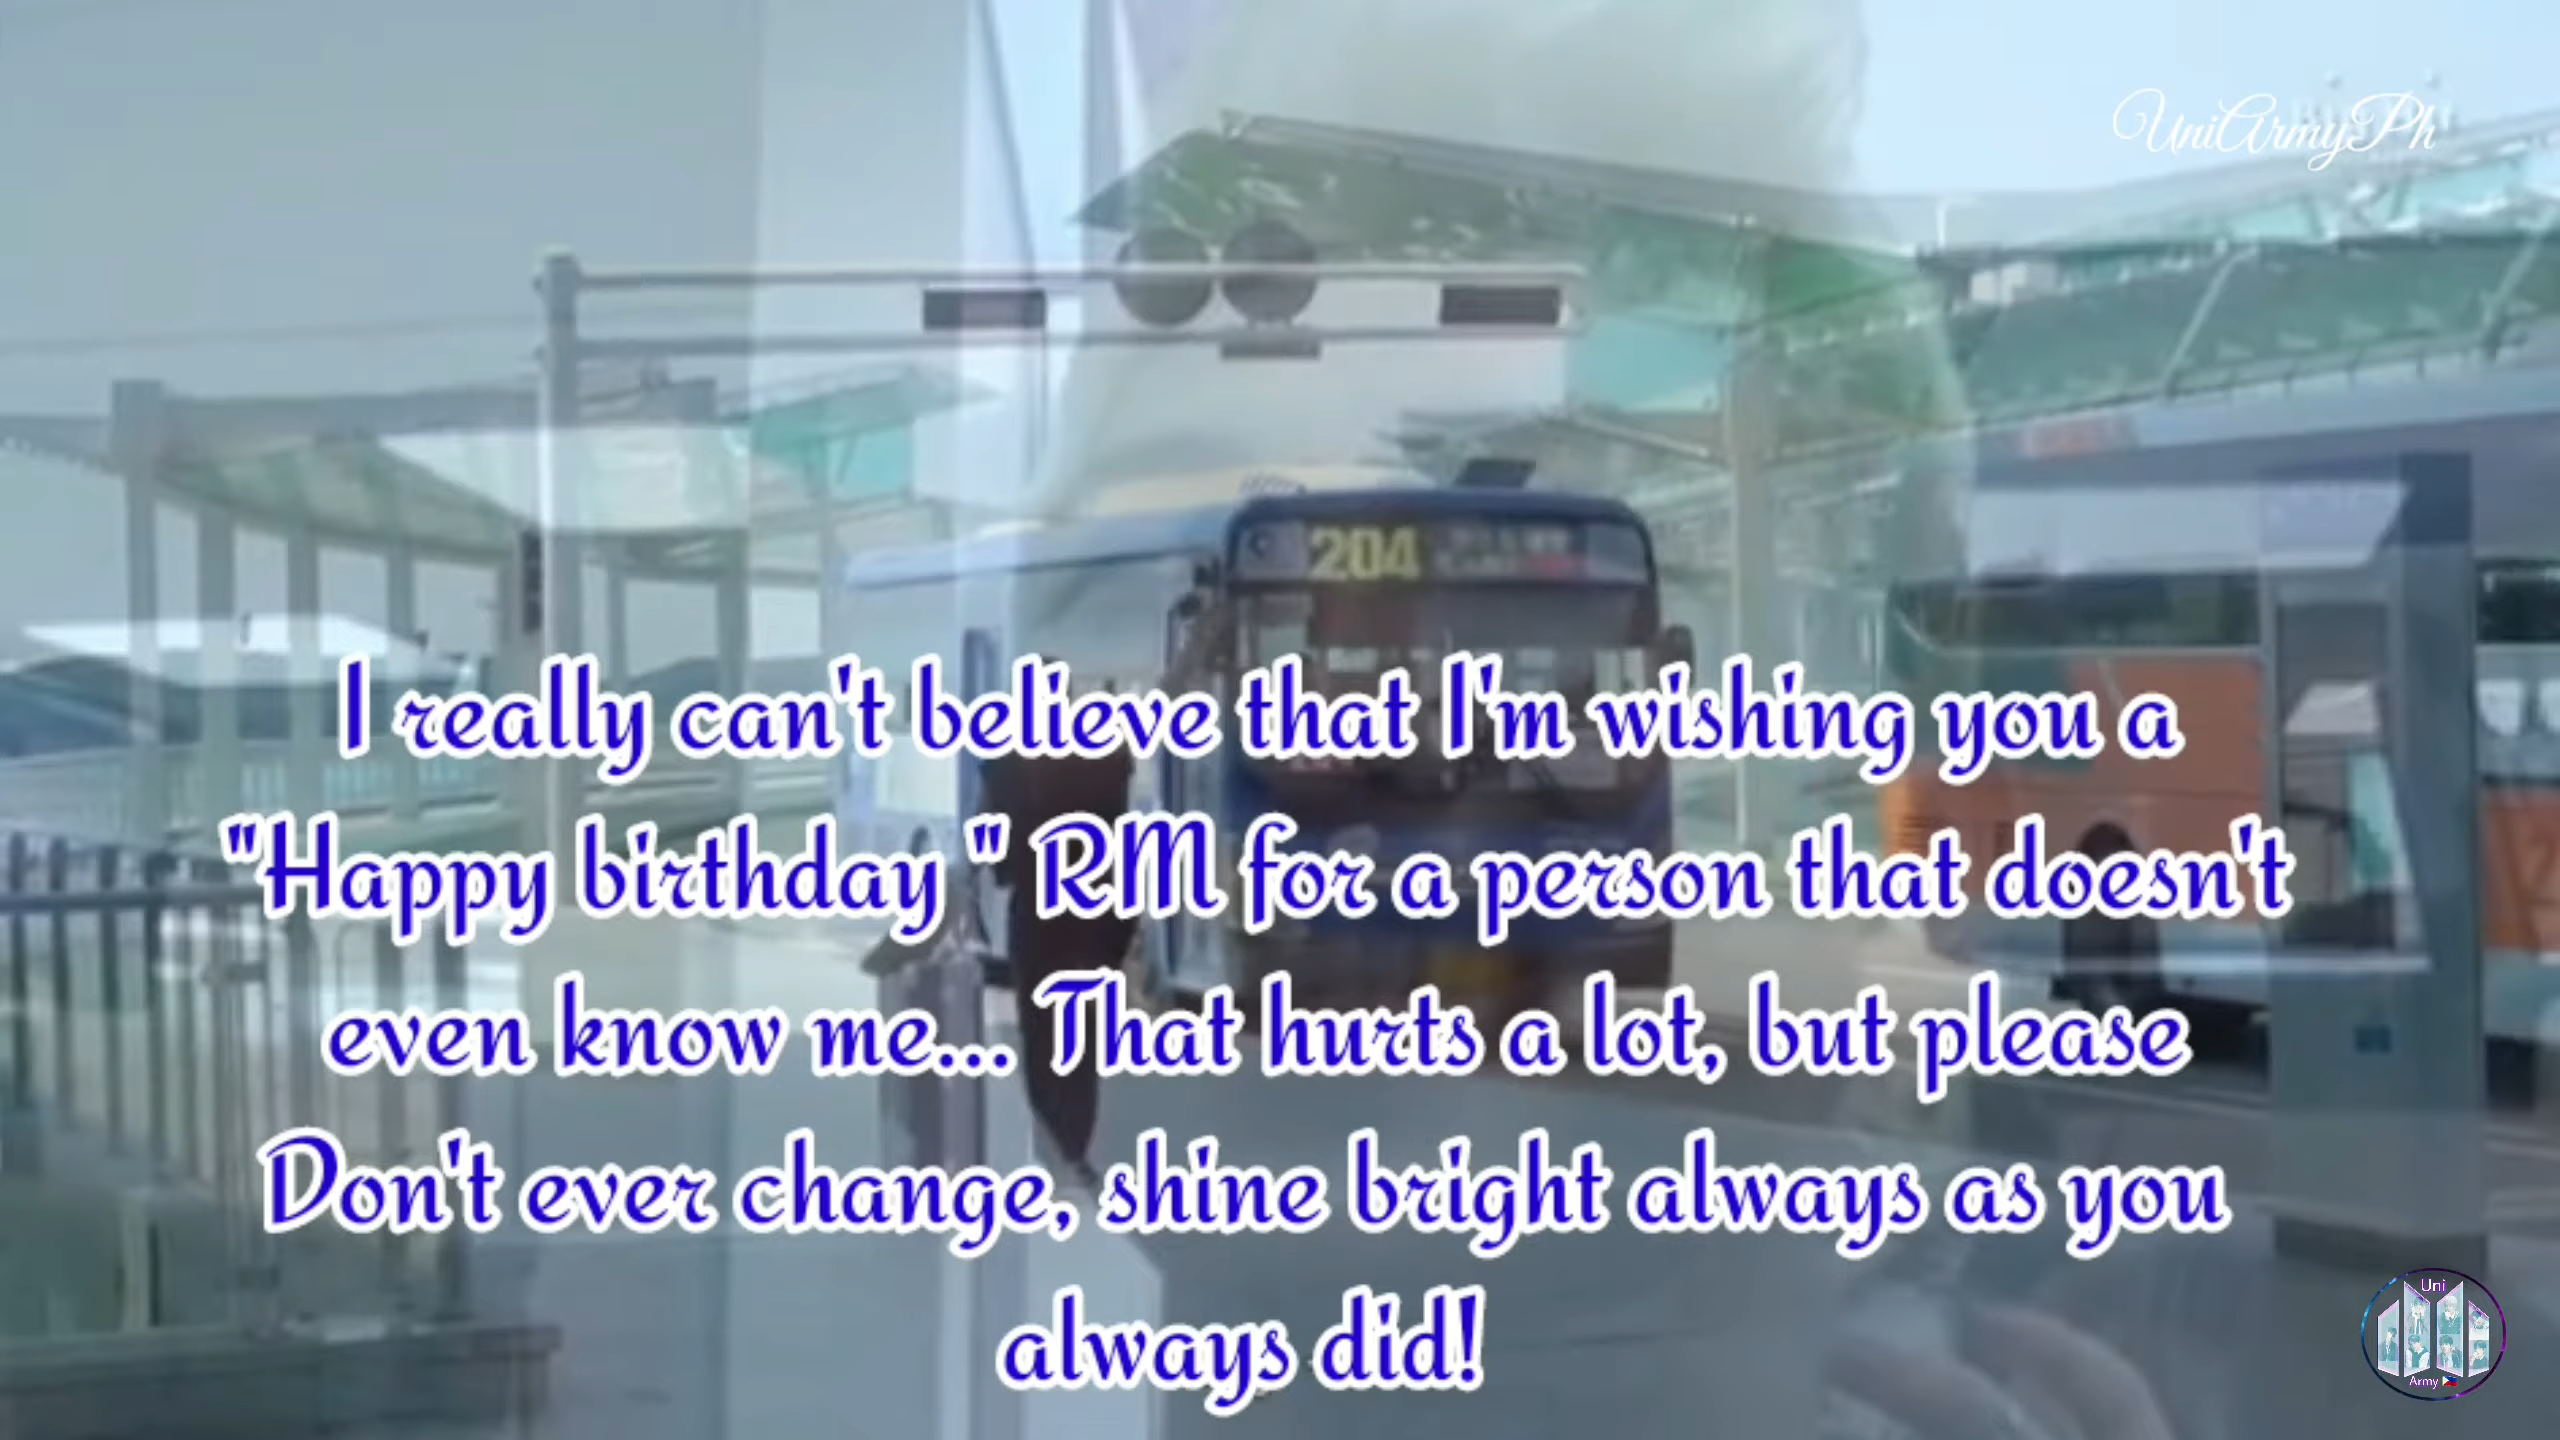 UniArmyPh
204
I really can't believe that I'm wishing you a
"Happy birthday " RM for a person that doesn't
even know me... That hurts a lot, but please
Don't ever change, shine bright always as you
always did!
Uni
Army